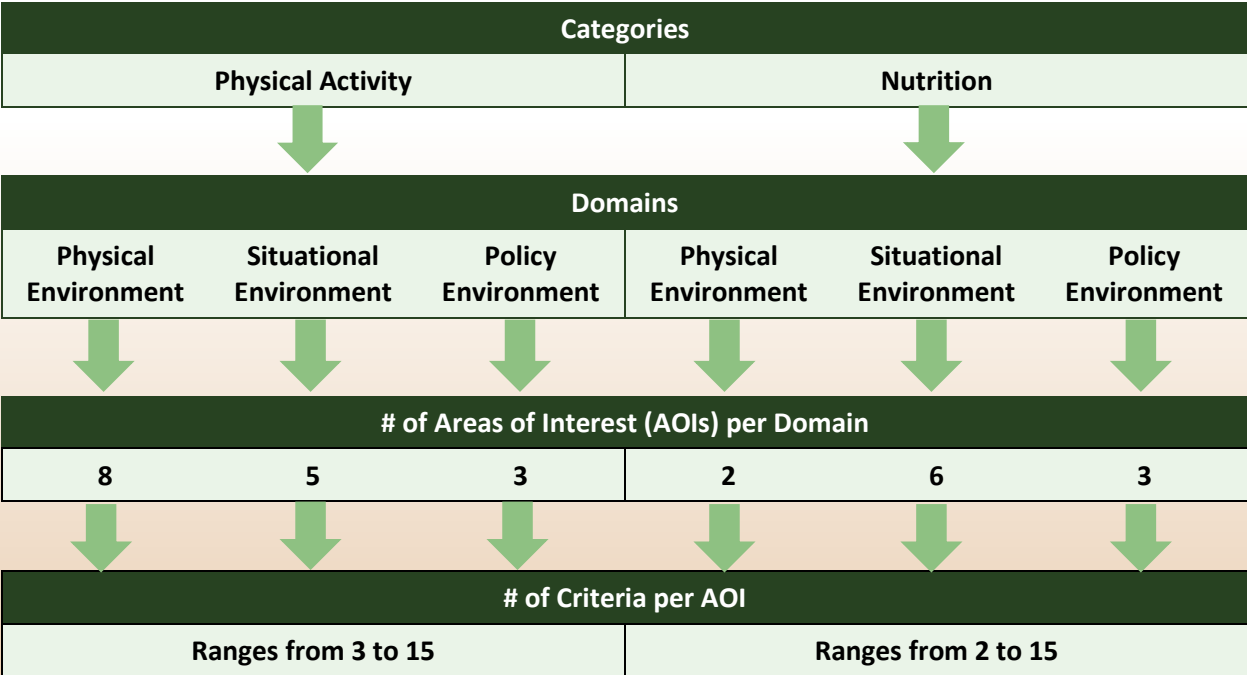 Categories
Physical Activity Nutrition
Domains
Physical Situational Policy Physical Situational Policy
Environment Environment Environment Environment Environment Environment
# of Areas of Interest (AOIs) per Domain
8 5 3 2 6 3
# of Criteria per AOI
Ranges from 3 to 15 Ranges from 2 to 15